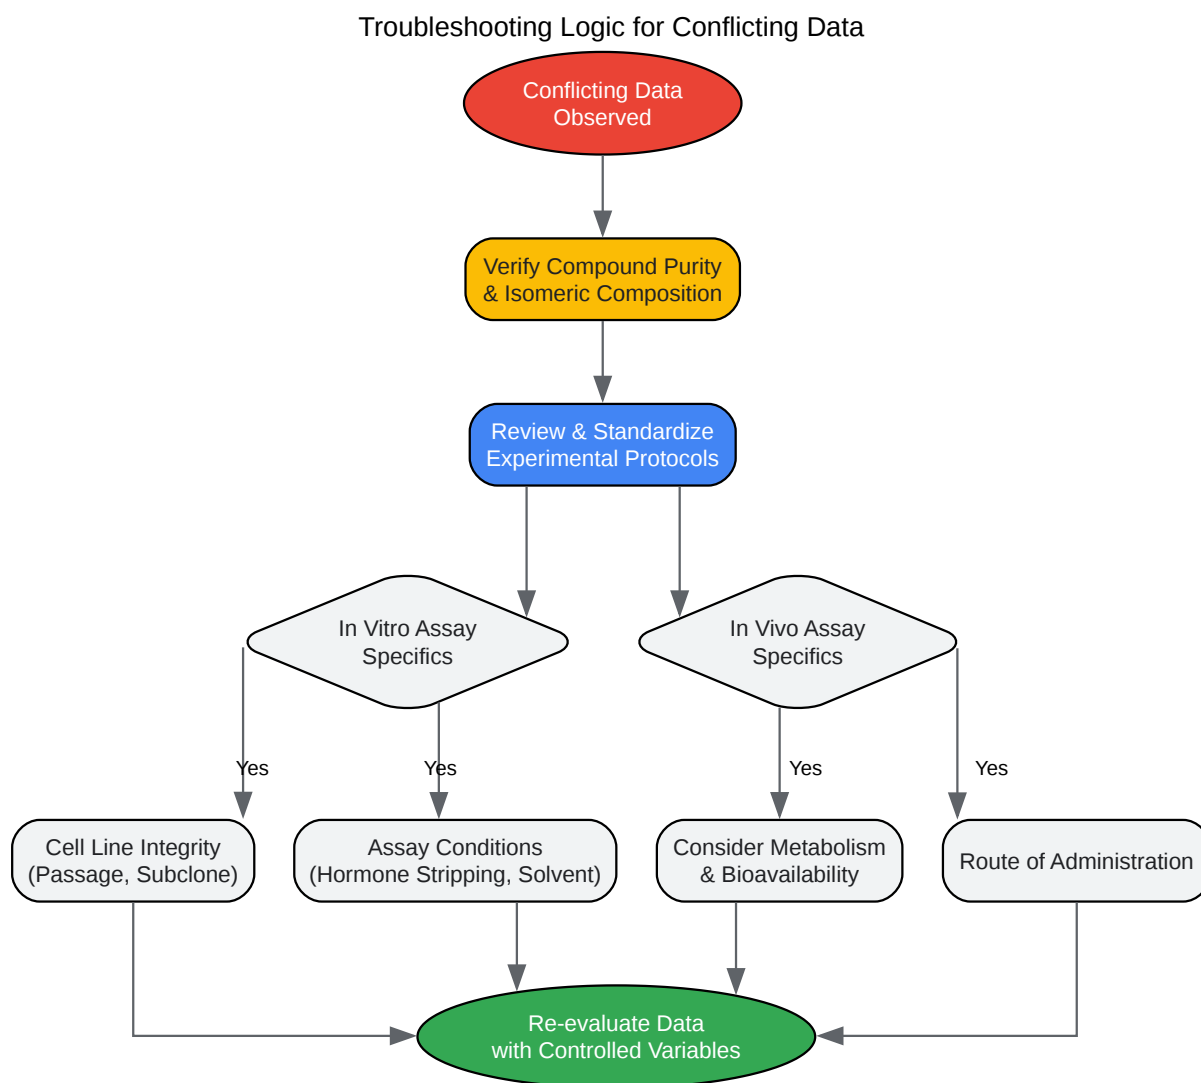 Troubleshooting Logic for Conflicting Data
Conflicting Data
Observed
Verify Compound Purity
& Isomeric Composition
Review & Standardize
Experimental Protocols
In Vitro Assay
Specifics
In Vivo Assay
Specifics
Yes
Yes
Yes
Yes
Cell Line Integrity
(Passage, Subclone)
Assay Conditions
(Hormone Stripping, Solvent)
Consider Metabolism
& Bioavailability
Route of Administration
Re-evaluate Data
with Controlled Variables